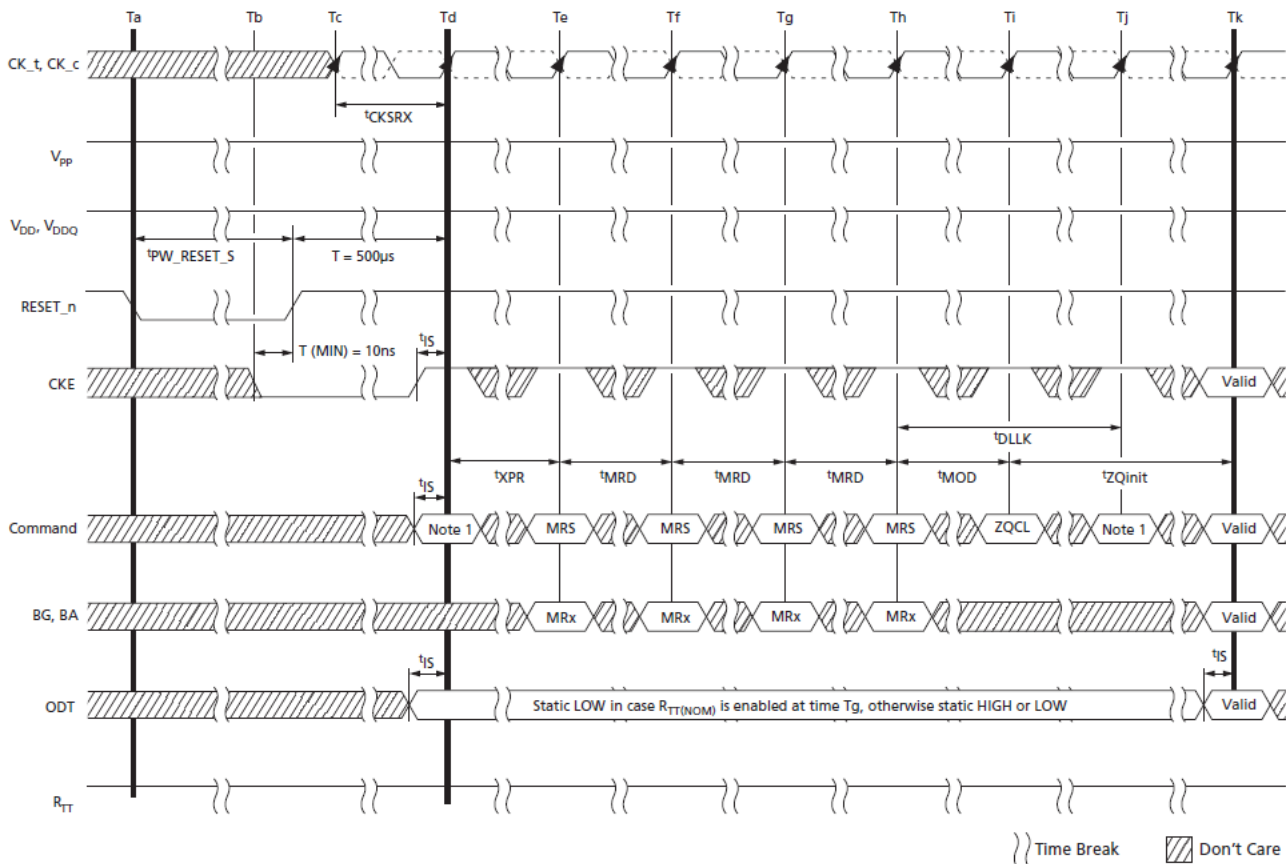 Ta Tb Tc Td Te Tf Tg Th Ti Tj Tk
CK_t, CK_c
tCKSRX
VPP
VDD, VDDQ
tPW_RESET_S T = 500µs
RESET_n
T (MIN) = 10ns tIS
CKE Valid
tDLLK
tXPR tMRD tMRD tMRD tMOD tZQinit
tIS
Command Note 1 MRS MRS MRS MRS ZQCL Note 1 Valid
BG, BA MRx MRx MRx MRx Valid
tIS tIS
ODT Static LOW in case RTT(NOM) is enabled at time Tg, otherwise static HIGH or LOW Valid
RTT
Time Break Don't Care